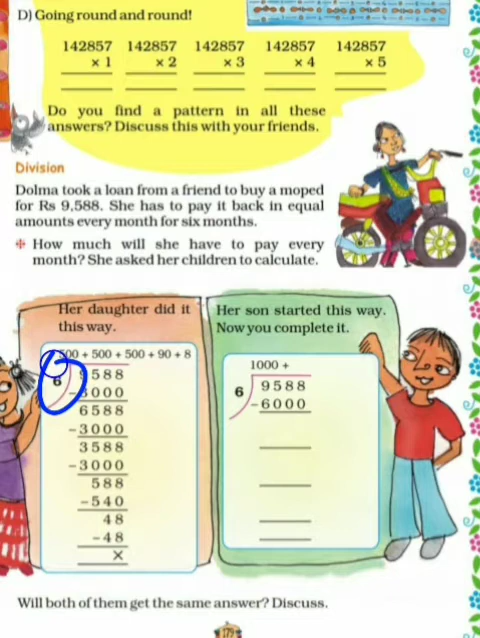 D) Going round and round!
142857 142857 142857 142857 142857
x 1 x 2 x 3 x 4 x 5
Do you find a pattern in all these
answers? Discuss this with your friends.
Division
Dolma took a loan from a friend to buy a moped
for Rs 9,588. She has to pay it back in equal
amounts every month for six months.
How much will she have to pay every
month? She asked her children to calculate.
Her daughter did it
this way.
500 + 500 + 500 + 90 + 8
6 9588
-3000
6588
-3000
3588
-3000
588
-540
48
-48
x
Her son started this way.
Now you complete it.
1000 +
6 9588
-6000
Will both of them get the same answer? Discuss.